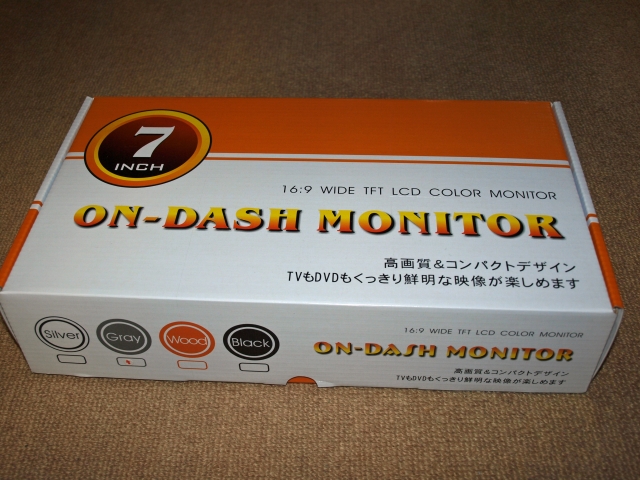 7
INCH
16:9 WIDE TFT LCD COLOR MONITOR
ON-DASH MONITOR
高画質&コンパクトデザイン
TVもDVDもくっきり鮮明な映像が楽しめます
Silver
Gray
Wood
Black
16:9 WIDE TFT LCD COLOR MONITOR
ON-DASH MONITOR
高画質&コンパクトデザイン
TVもDVDもくっきり鮮明な映像が楽しめます